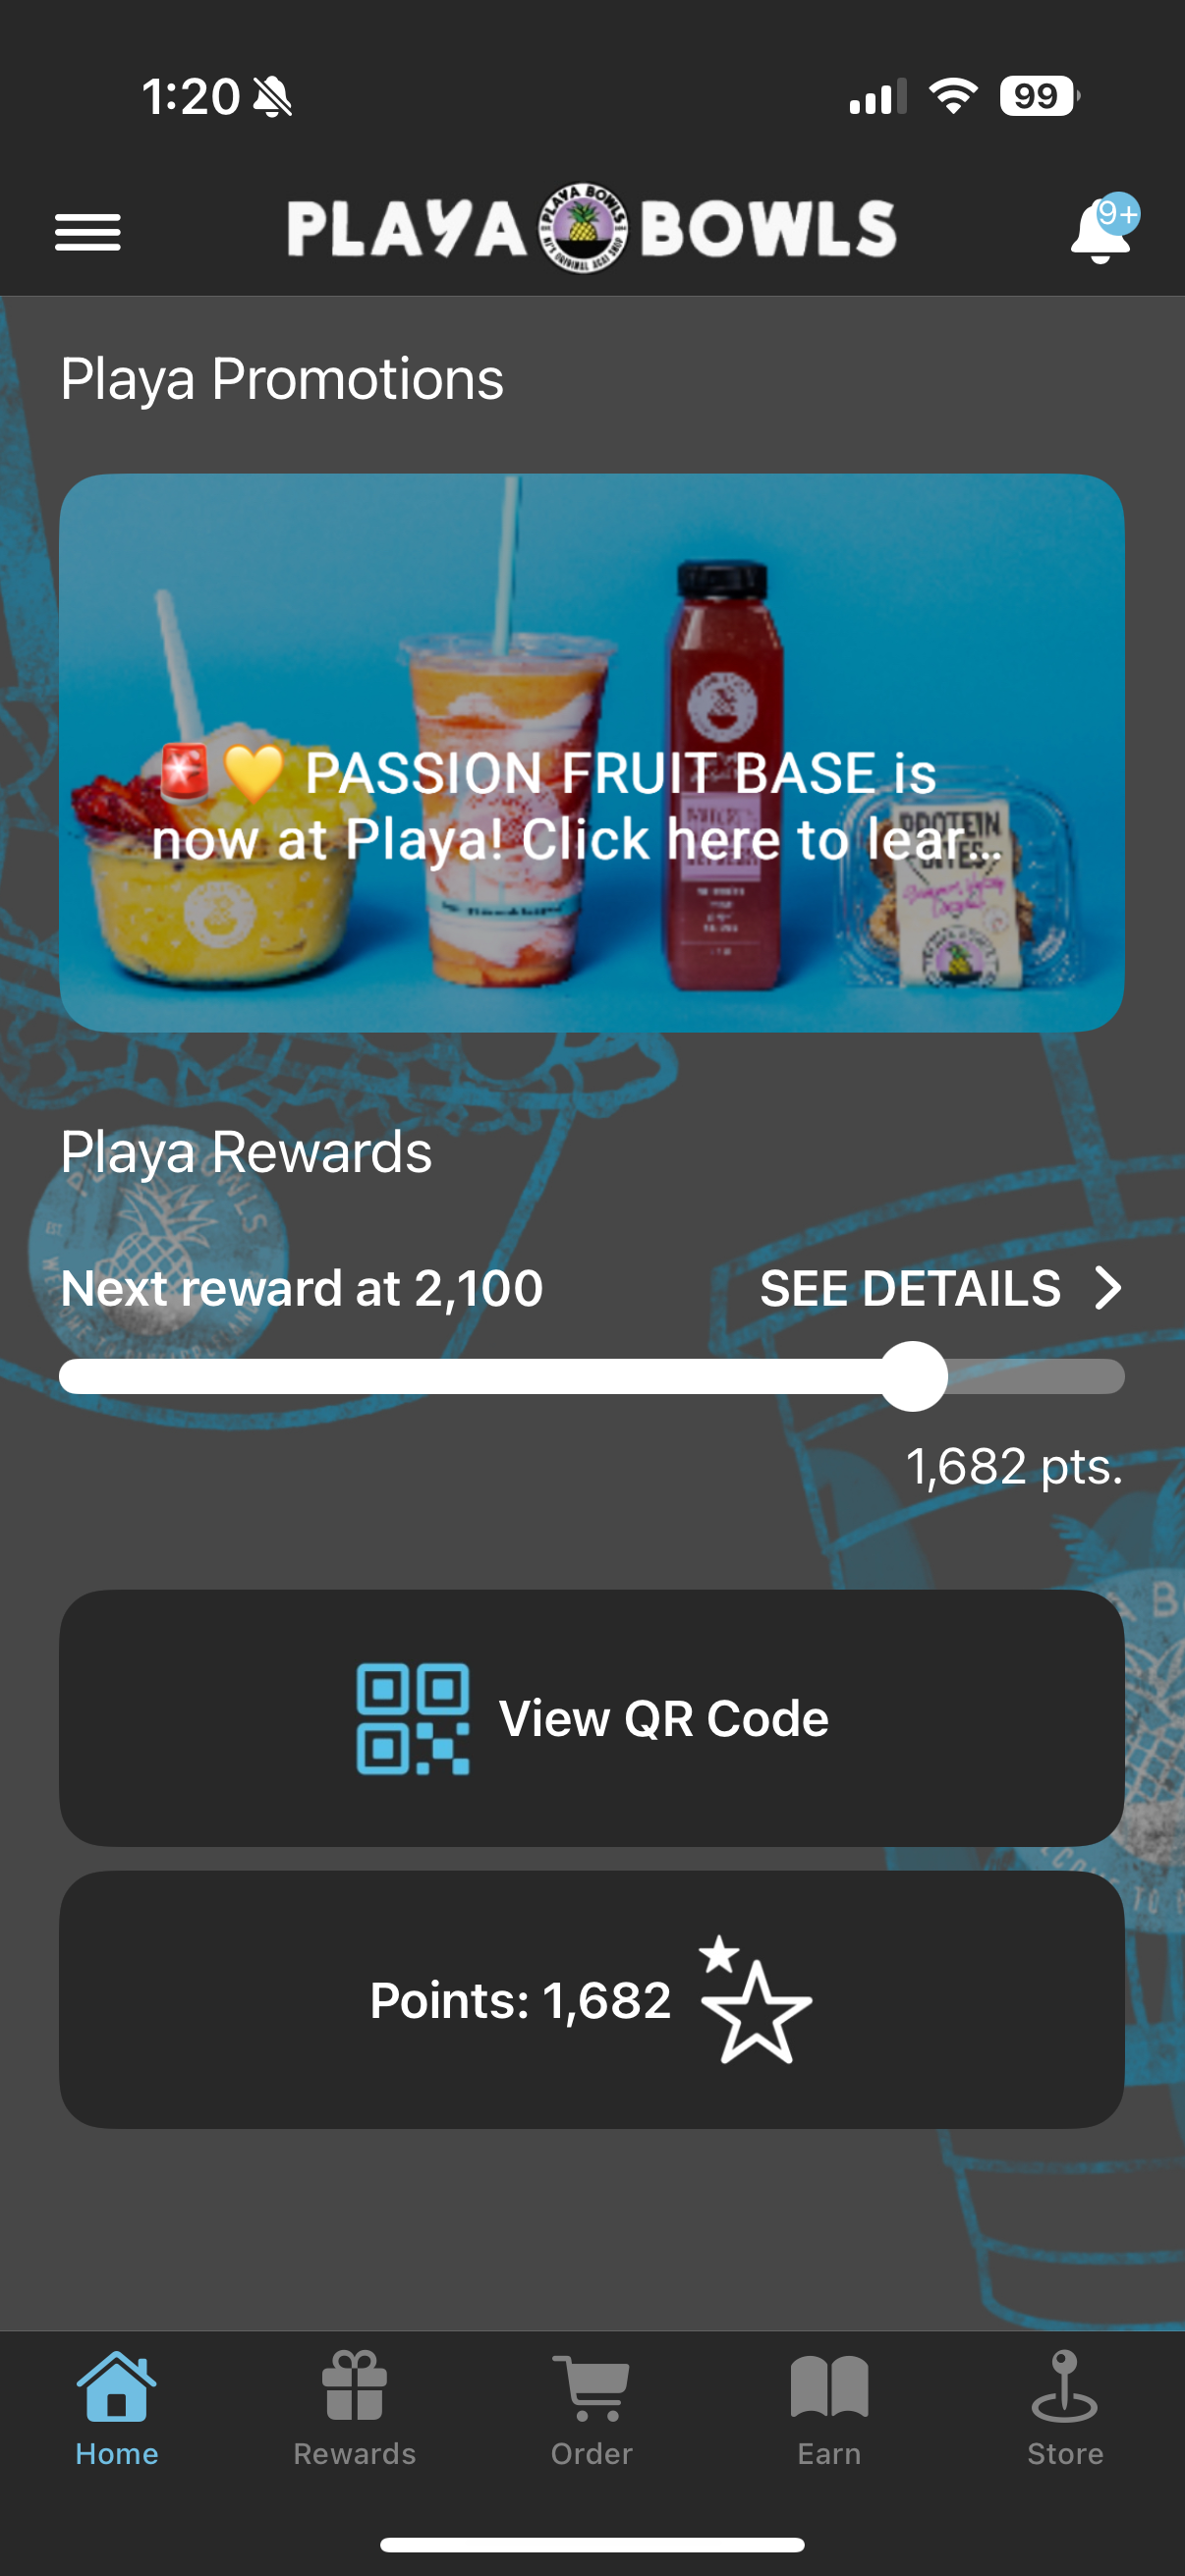 1:20
99
PLAYA BOWLS
9+
Playa Promotions
🚨💛 PASSION FRUIT BASE is
now at Playa! Click here to lear...
PROTEIN
BITES
Playa Rewards
Next reward at 2,100
SEE DETAILS
1,682 pts.
View QR Code
Points: 1,682
Home
Rewards
Order
Earn
Store